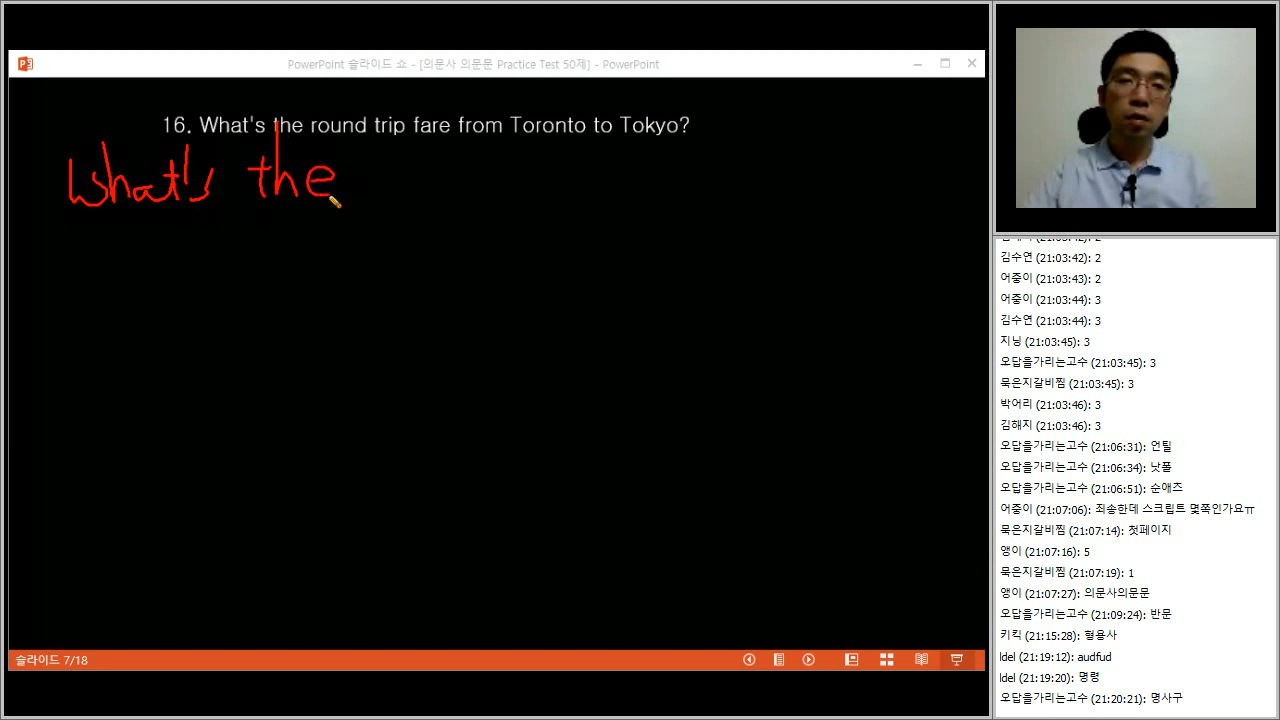 PowerPoint 슬라이드 쇼 - [의문사 의문문 Practice Test 50제] - PowerPoint
16. What's the round trip fare from Toronto to Tokyo?
What's the
슬라이드 7/18
김수연 (21:03:42): 2
어중이 (21:03:43): 2
어중이 (21:03:44): 3
김수연 (21:03:44): 3
지닝 (21:03:45): 3
오답을가리는고수 (21:03:45): 3
묵은지갈비찜 (21:03:45): 3
박어리 (21:03:46): 3
김해지 (21:03:46): 3
오답을가리는고수 (21:06:31): 언틸
오답을가리는고수 (21:06:34): 낫폴
오답을가리는고수 (21:06:51): 순애즈
어중이 (21:07:06): 죄송한데 스크립트 몇쪽인가요ㅠ
묵은지갈비찜 (21:07:14): 첫페이지
앵이 (21:07:16): 5
묵은지갈비찜 (21:07:19): 1
앵이 (21:07:27): 의문사의문문
오답을가리는고수 (21:09:24): 반문
키킥 (21:15:28): 형용사
ldel (21:19:12): audfud
ldel (21:19:20): 명령
오답을가리는고수 (21:20:21): 명사구